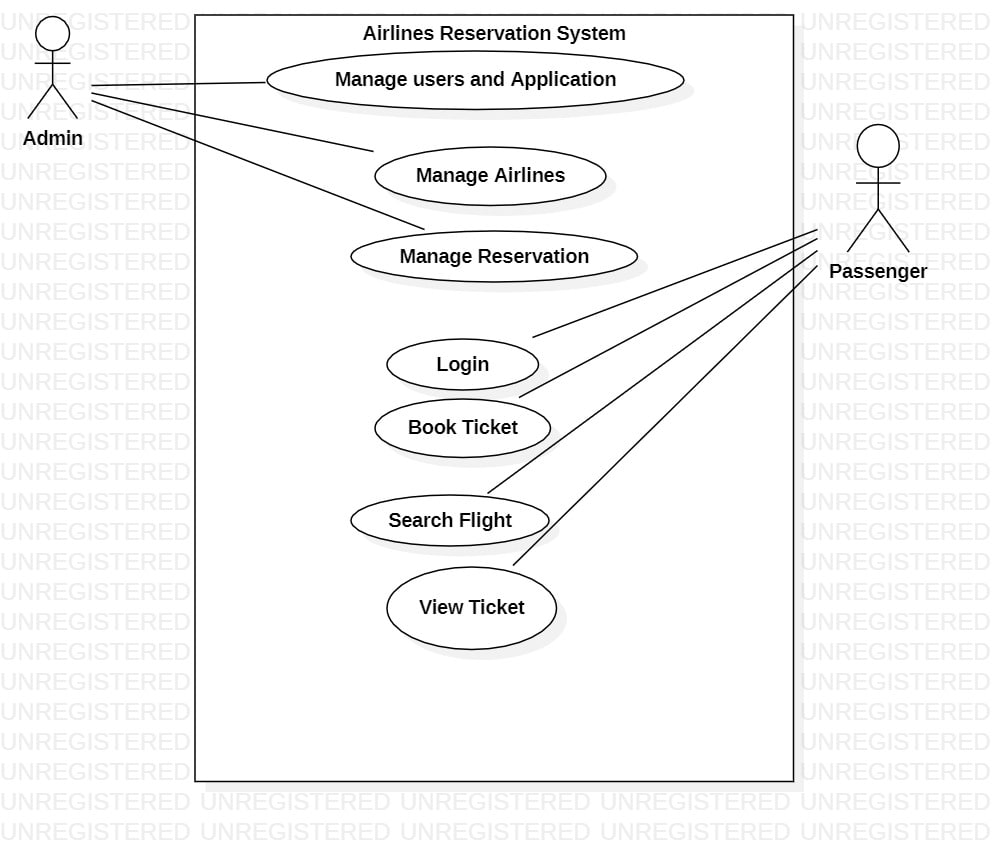 Airlines Reservation System
Manage users and Application
Admin
Manage Airlines
Manage Reservation
Passenger
Login
Book Ticket
Search Flight
View Ticket
UNREGISTERED UNREGISTERED UNREGISTERED UNREGISTERED UNREGISTERED
UNREGISTERED UNREGISTERED UNREGISTERED UNREGISTERED UNREGISTERED